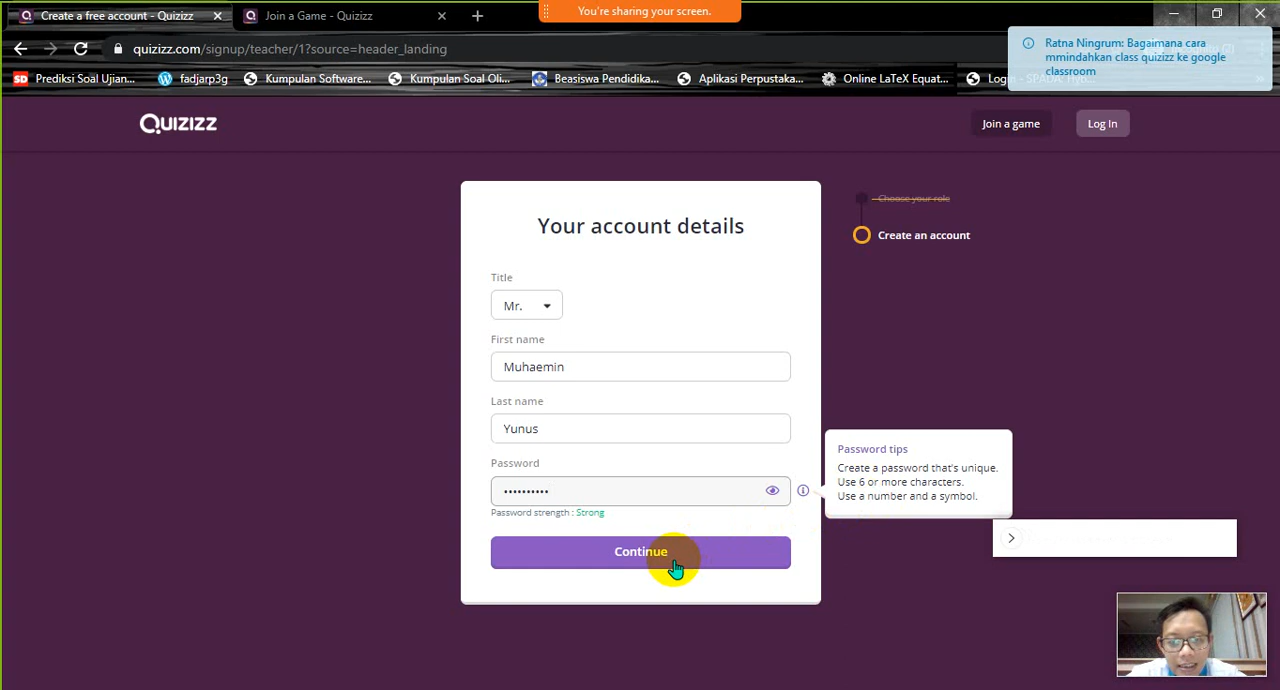 Create a free account - Quizizz
Join a Game - Quizizz
You're sharing your screen.
quizizz.com/signup/teacher/1?source=header_landing
Ratna Ningrum: Bagaimana cara
mmindahkan class quizizz ke google
classroom
Prediksi Soal Ujian...
fadjarp3g
Kumpulan Software...
Kumpulan Soal Oli...
Beasiswa Pendidika...
Aplikasi Perpustaka...
Online LaTeX Equat...
QUIZIZZ
Join a game
Log In
Your account details
Choose your role
Create an account
Title
Mr.
First name
Muhaemin
Last name
Yunus
Password
••••••••••
Password strength : Strong
Password tips
Create a password that's unique.
Use 6 or more characters.
Use a number and a symbol.
Continue